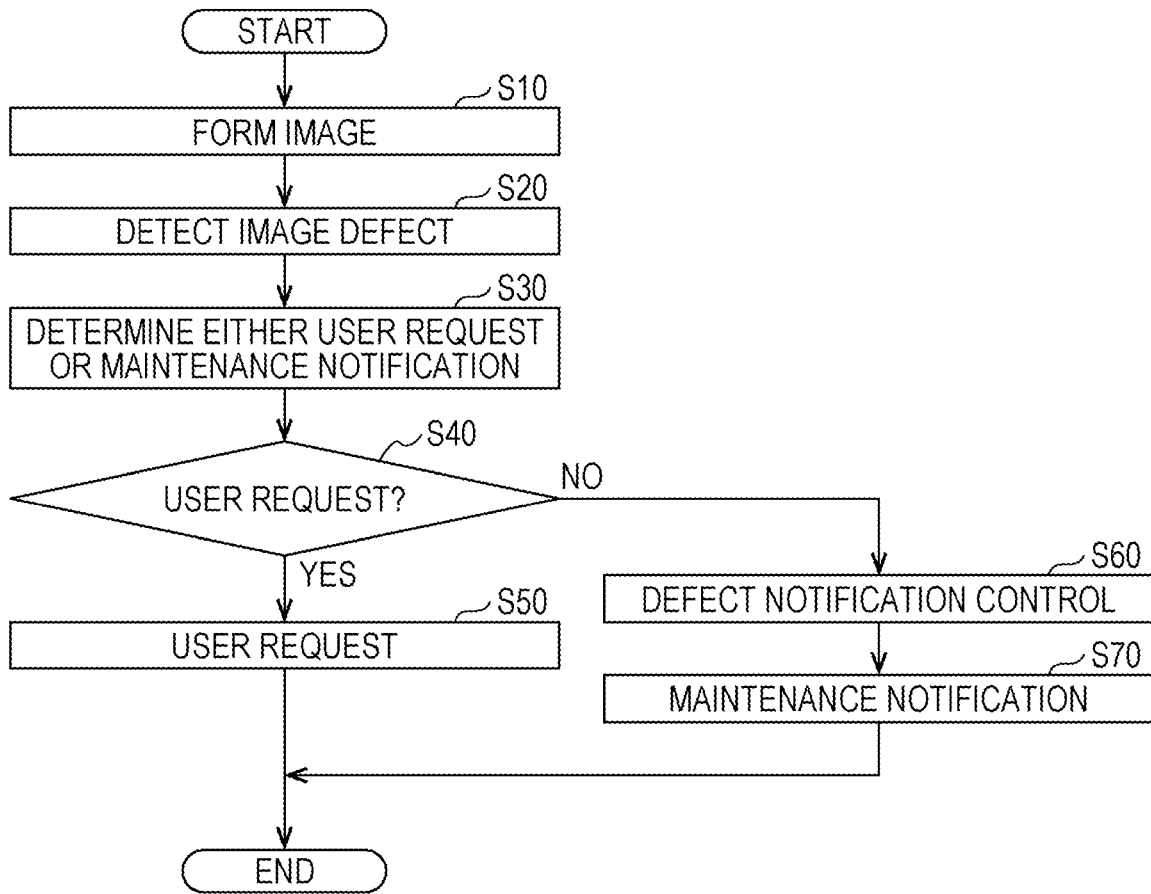 START
S10
FORM IMAGE
S20
DETECT IMAGE DEFECT
S30
DETERMINE EITHER USER REQUEST
OR MAINTENANCE NOTIFICATION
S40
USER REQUEST?
NO
YES
S50
USER REQUEST
S60
DEFECT NOTIFICATION CONTROL
S70
MAINTENANCE NOTIFICATION
END